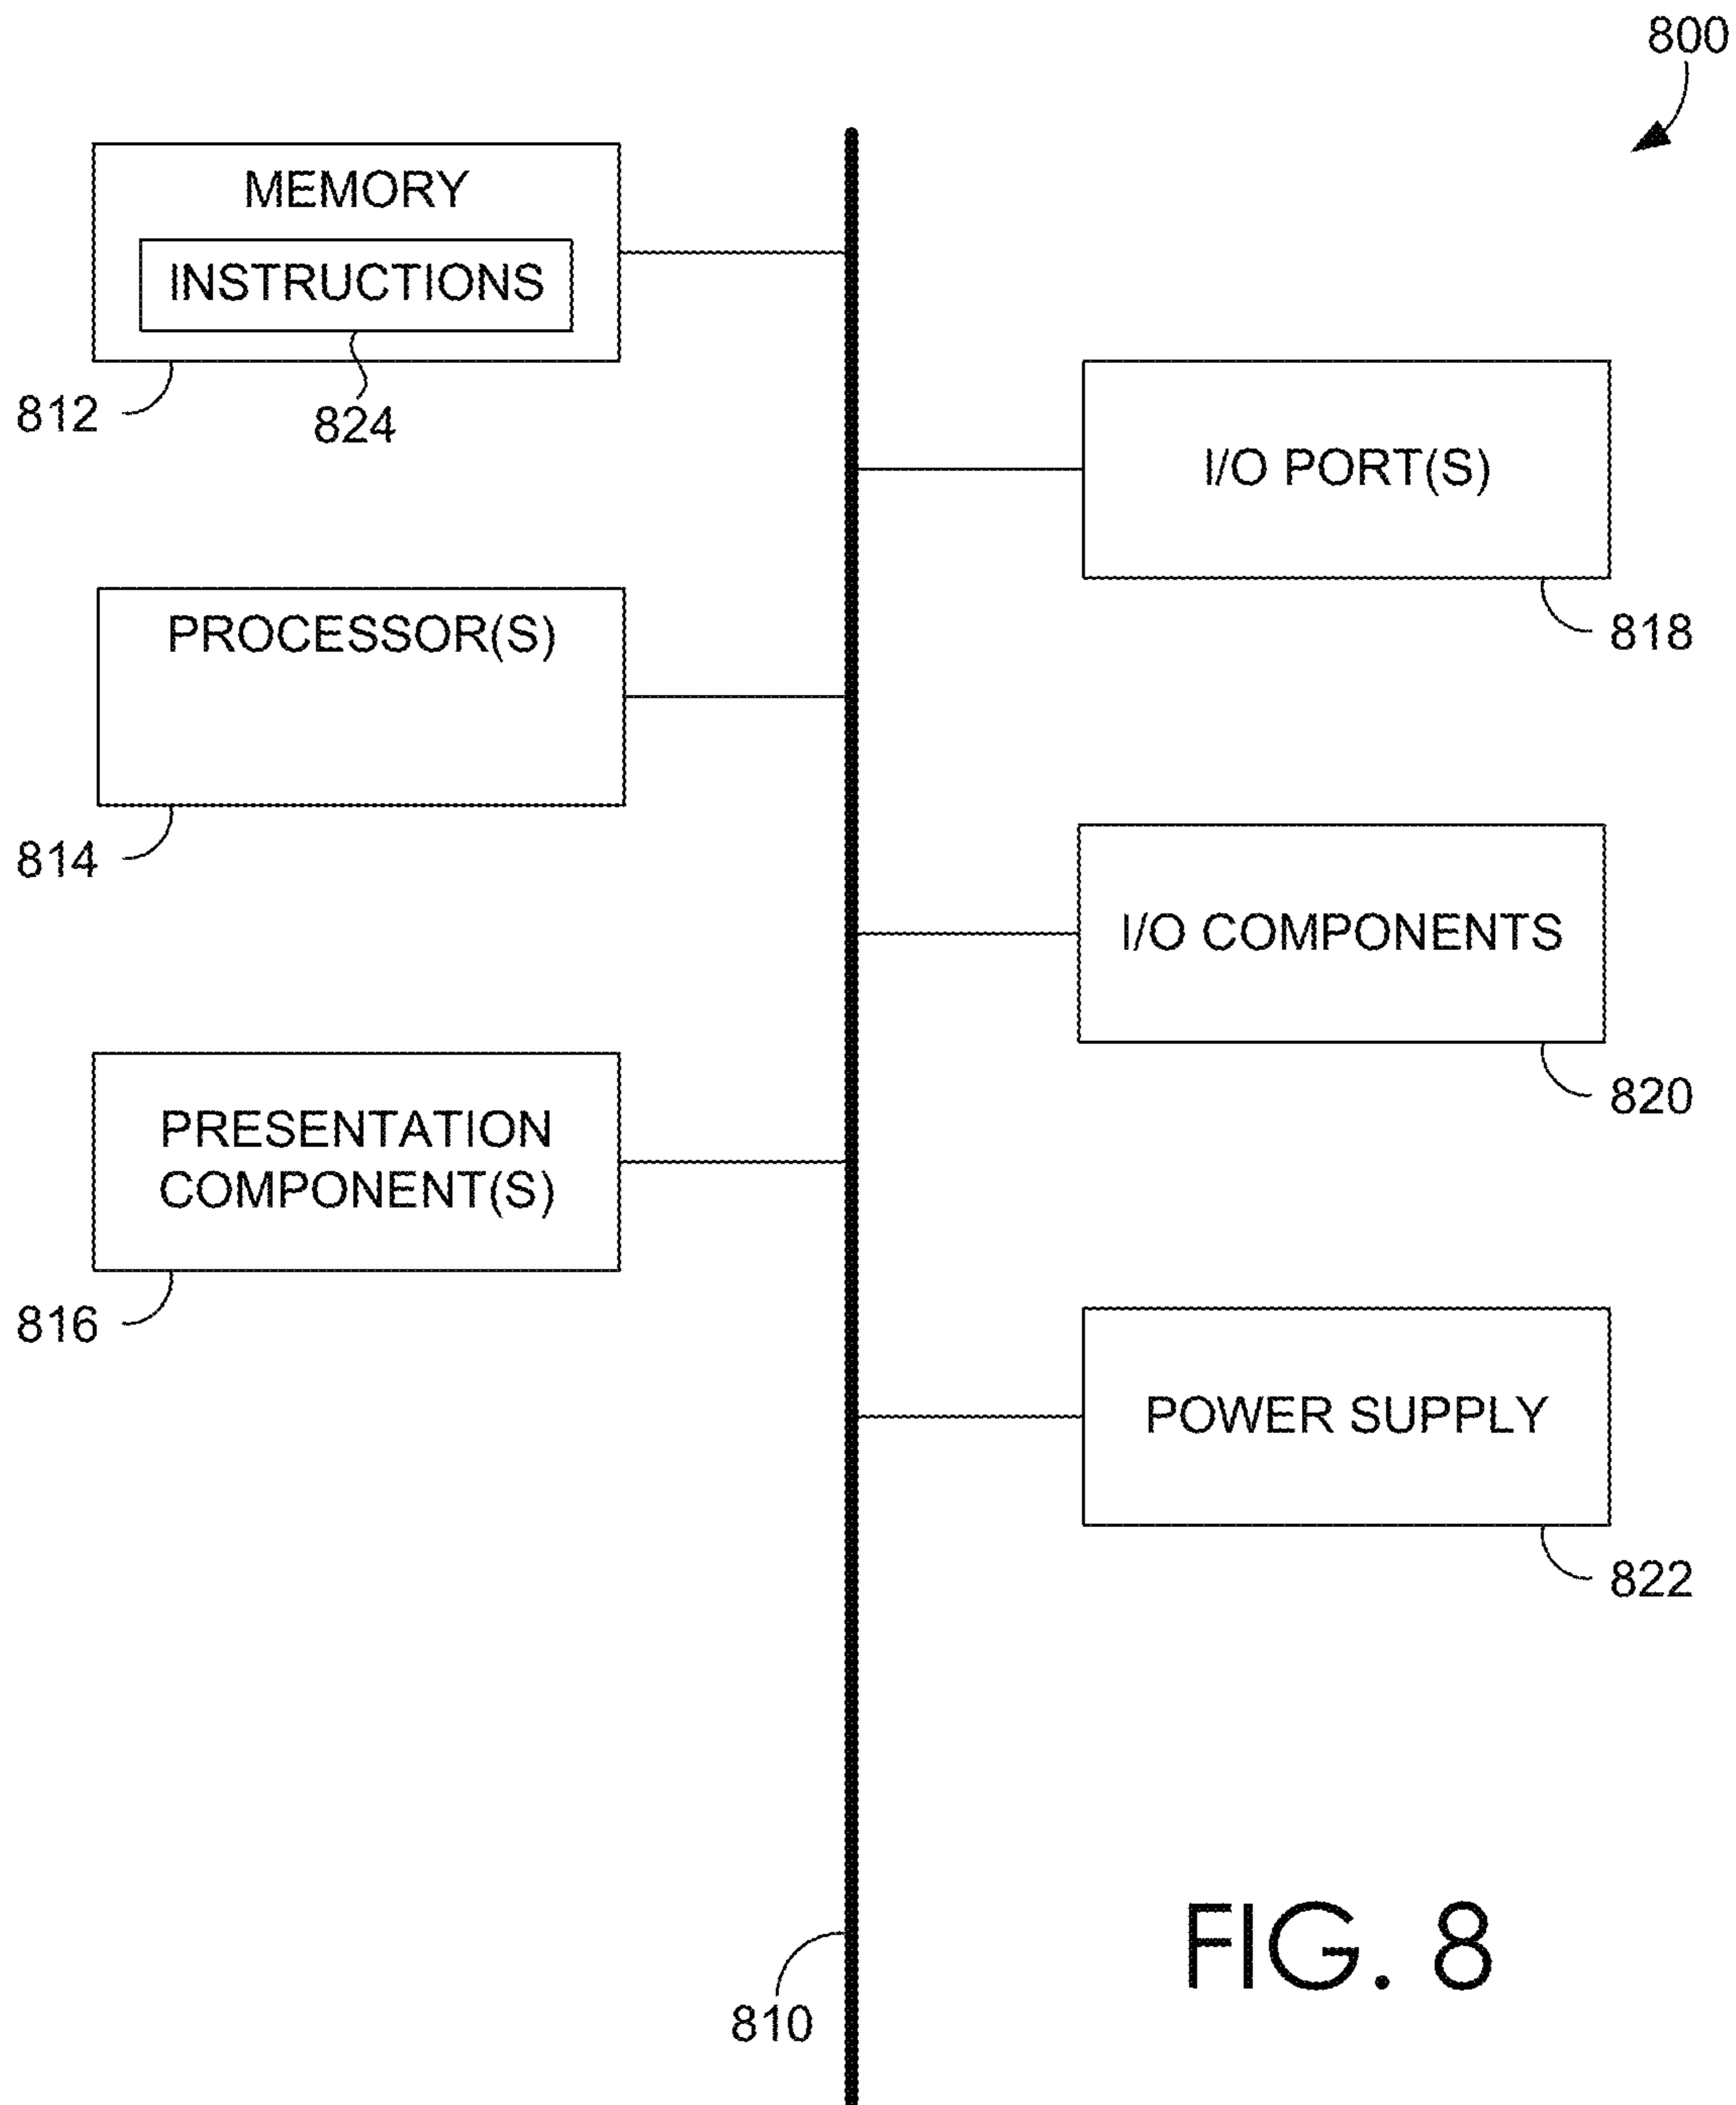 800
MEMORY
INSTRUCTIONS
812
824
I/O PORT(S)
818
PROCESSOR(S)
814
I/O COMPONENTS
820
PRESENTATION
COMPONENT(S)
816
POWER SUPPLY
822
810
FIG. 8